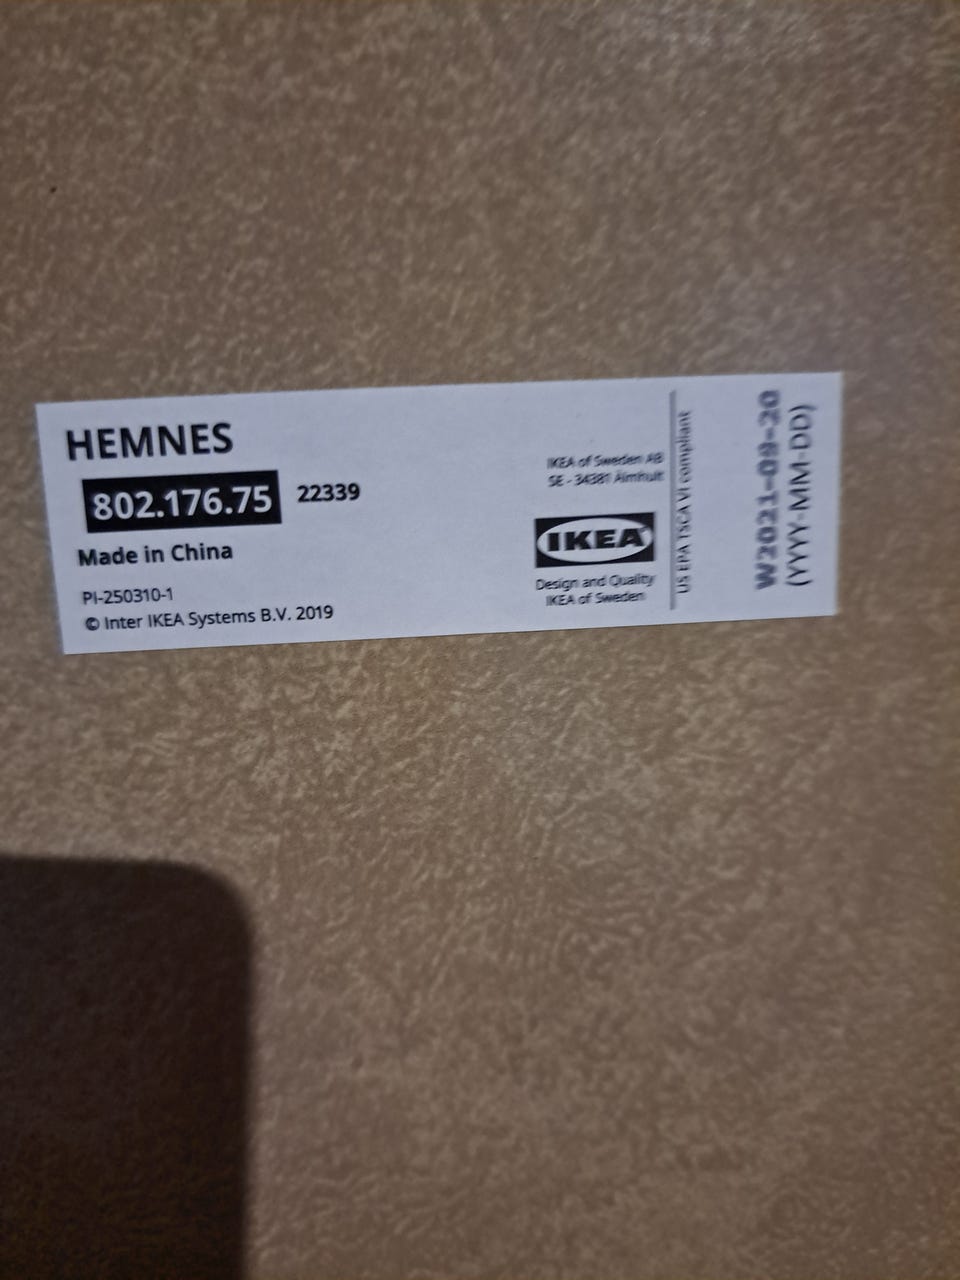 HEMNES
802.176.75 22339
Made in China
PI-250310-1
© Inter IKEA Systems B.V. 2019
IKEA of Sweden AB
SE - 34381 Älmhult
IKEA
Design and Quality
IKEA of Sweden
US EPA TSCA VI compliant
W2021-09-20
(YYYY-MM-DD)